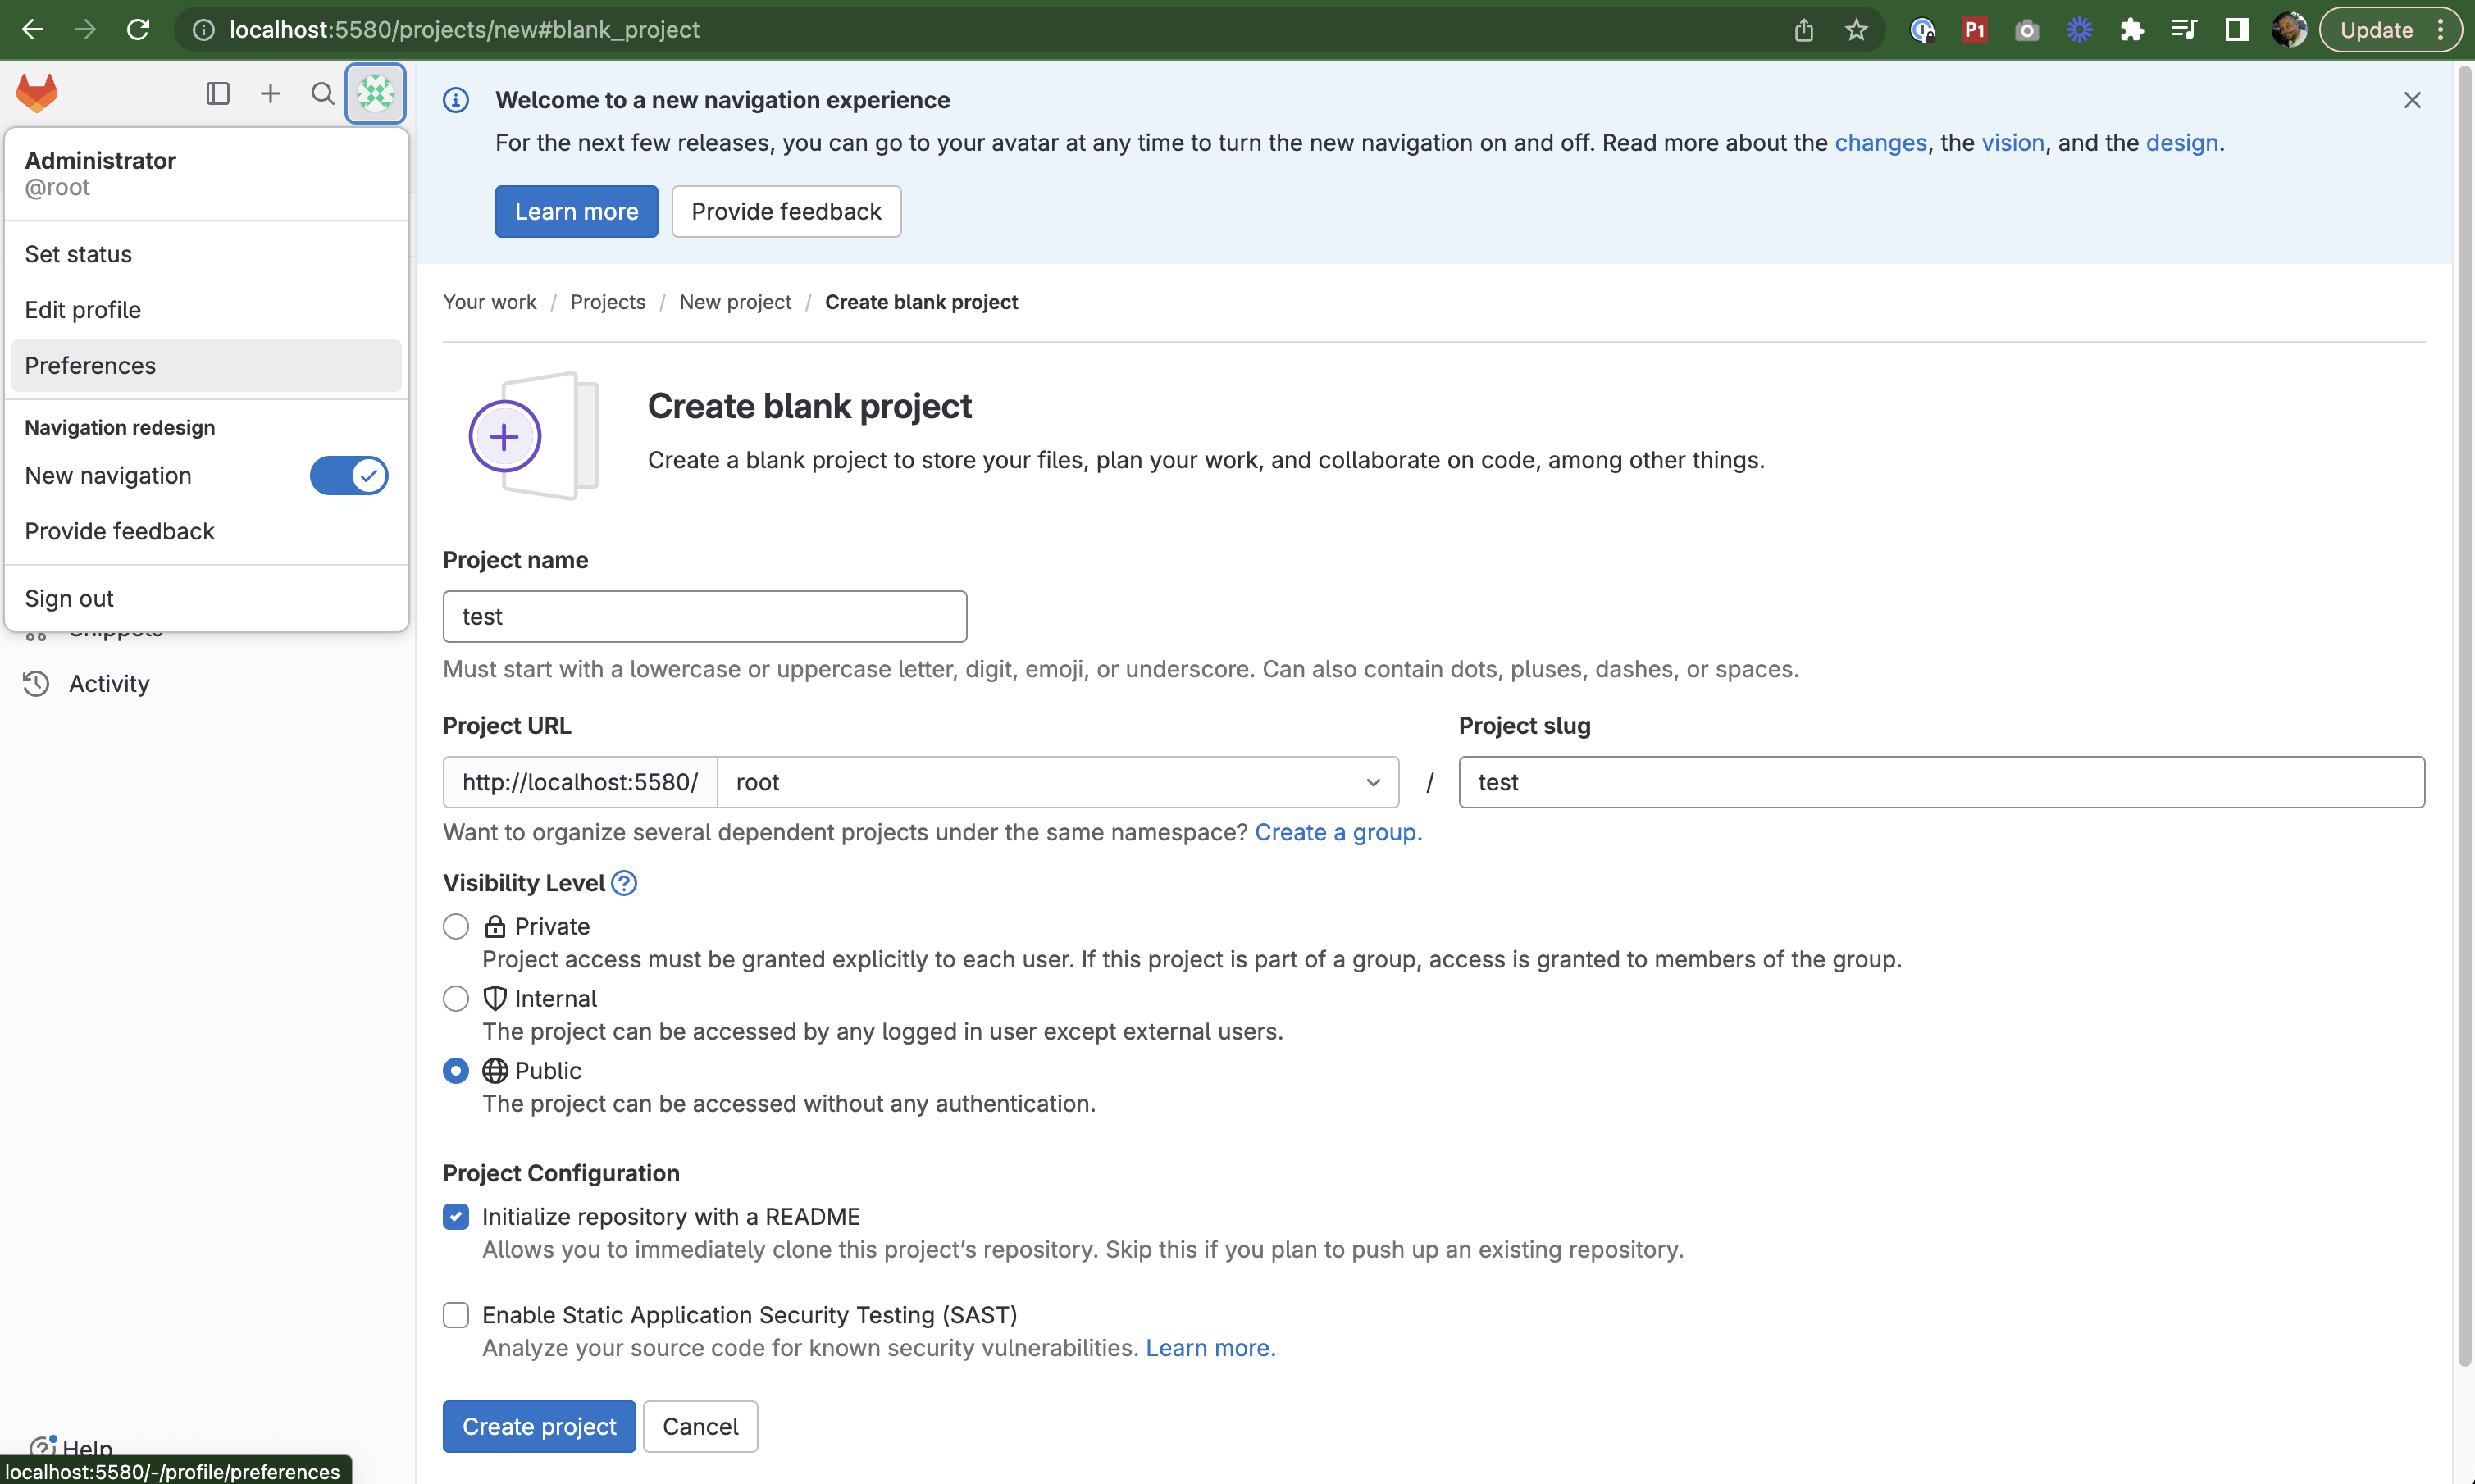 localhost:5580/projects/new#blank_project
P1
Update
Administrator
@root
Set status
Edit profile
Preferences
Navigation redesign
New navigation
Provide feedback
Sign out
Snippets
Activity
Help
localhost:5580/-/profile/preferences
Welcome to a new navigation experience
For the next few releases, you can go to your avatar at any time to turn the new navigation on and off. Read more about the changes, the vision, and the design.
Learn more
Provide feedback
Your work / Projects / New project / Create blank project
Create blank project
Create a blank project to store your files, plan your work, and collaborate on code, among other things.
Project name
test
Must start with a lowercase or uppercase letter, digit, emoji, or underscore. Can also contain dots, pluses, dashes, or spaces.
Project URL
http://localhost:5580/
root
/
Project slug
test
Want to organize several dependent projects under the same namespace? Create a group.
Visibility Level
Private
Project access must be granted explicitly to each user. If this project is part of a group, access is granted to members of the group.
Internal
The project can be accessed by any logged in user except external users.
Public
The project can be accessed without any authentication.
Project Configuration
Initialize repository with a README
Allows you to immediately clone this project’s repository. Skip this if you plan to push up an existing repository.
Enable Static Application Security Testing (SAST)
Analyze your source code for known security vulnerabilities. Learn more.
Create project
Cancel